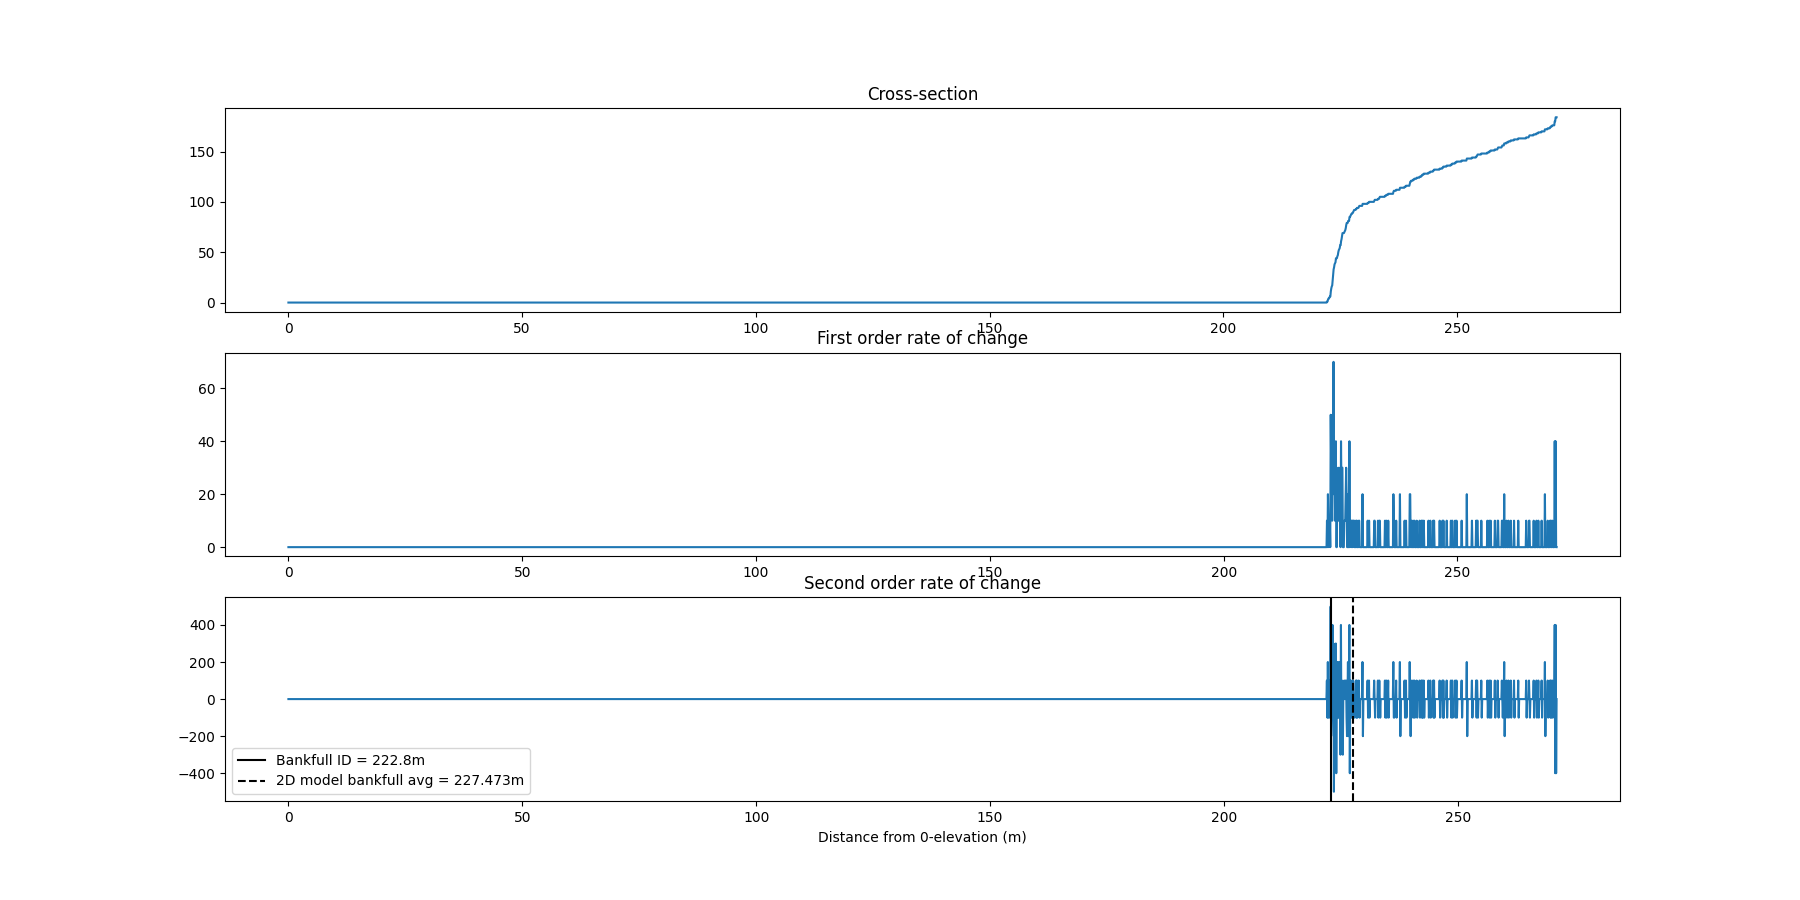 Cross-section
150
100
50
0
0 50 100 150 200 250
First order rate of change
60
40
20
0
0 50 100 150 200 250
Second order rate of change
400
200
0
−200
−400
Bankfull ID = 222.8m
2D model bankfull avg = 227.473m
0 50 100 150 200 250
Distance from 0-elevation (m)